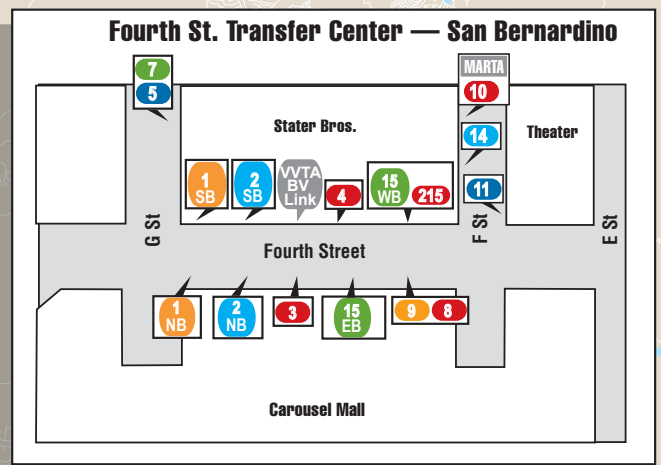 Fourth St. Transfer Center — San Bernardino
7
5
MARTA
10
Stater Bros.
14
Theater
1
SB
2
SB
VVTA
BV
Link
4
15
WB
215
11
G St
F St
E St
Fourth Street
1
NB
2
NB
3
15
EB
9
8
Carousel Mall